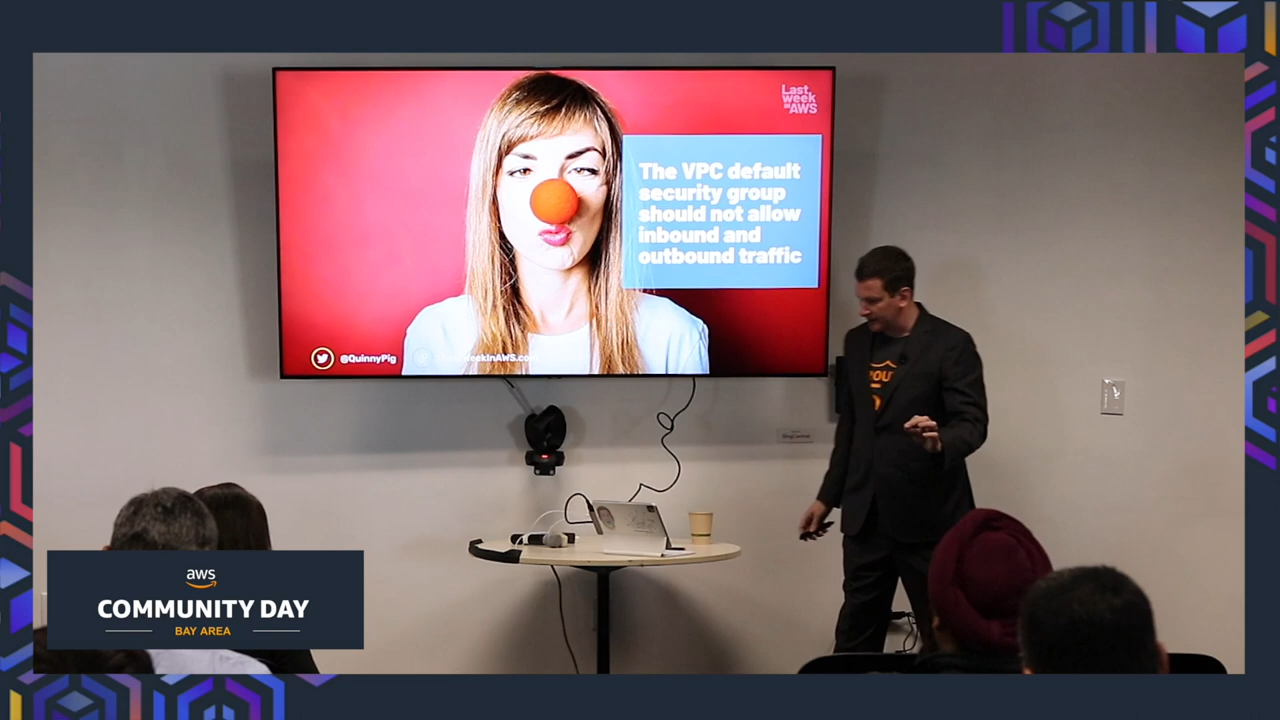 Last
week
in AWS
The VPC default
security group
should not allow
inbound and
outbound traffic
@QuinnyPig
RingCentral
aws
COMMUNITY DAY
BAY AREA